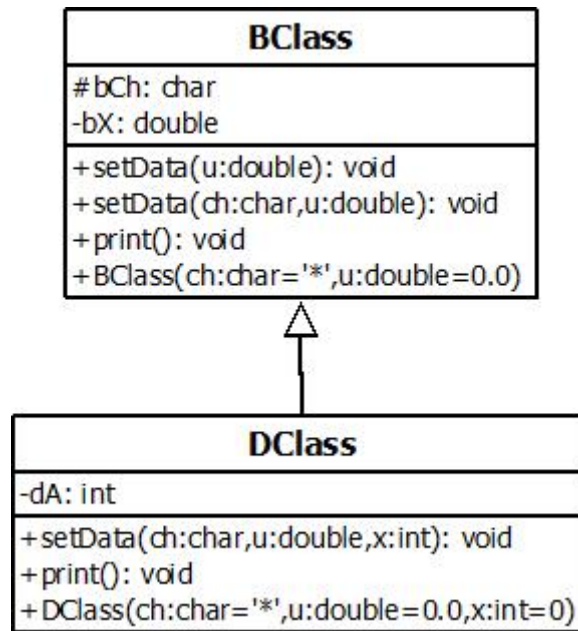 BClass
#bCh: char
-bX: double
+setData(u:double): void
+setData(ch:char,u:double): void
+print(): void
+BClass(ch:char='*',u:double=0.0)
DClass
-dA: int
+setData(ch:char,u:double,x:int): void
+print(): void
+DClass(ch:char='*',u:double=0.0,x:int=0)